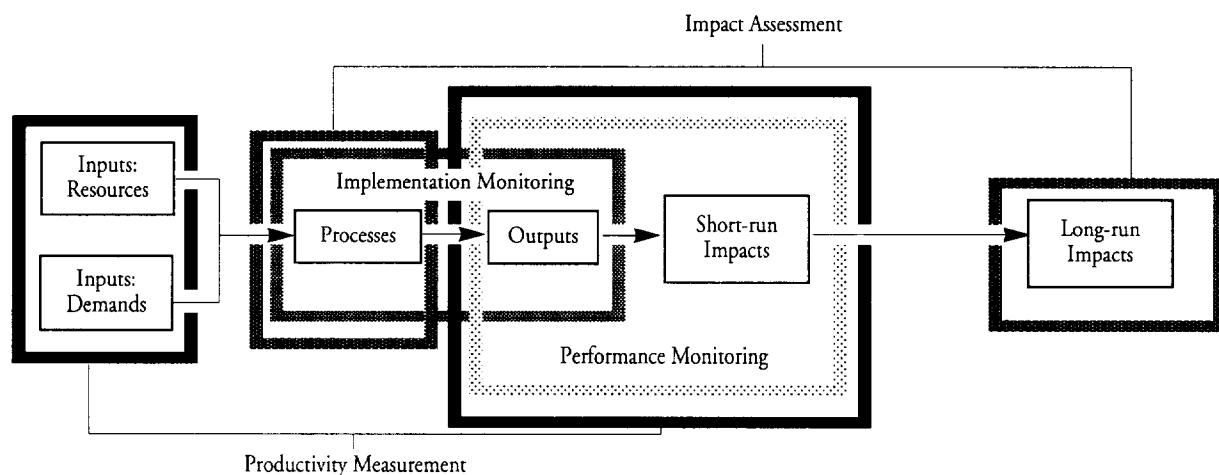 Impact Assessment
Inputs:
Resources
Implementation Monitoring
Processes
Outputs
Short-run
Impacts
Long-run
Impacts
Inputs:
Demands
Performance Monitoring
Productivity Measurement